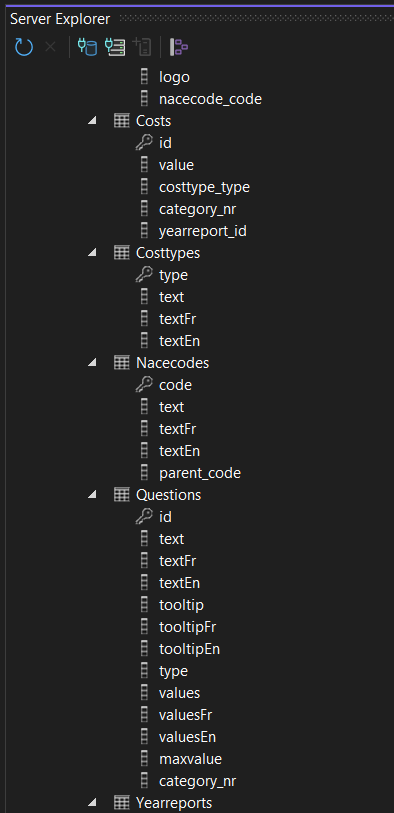 Server Explorer
logo
nacecode_code
Costs
id
value
costtype_type
category_nr
yearreport_id
Costtypes
type
text
textFr
textEn
Nacecodes
code
text
textFr
textEn
parent_code
Questions
id
text
textFr
textEn
tooltip
tooltipFr
tooltipEn
type
values
valuesFr
valuesEn
maxvalue
category_nr
Yearreports